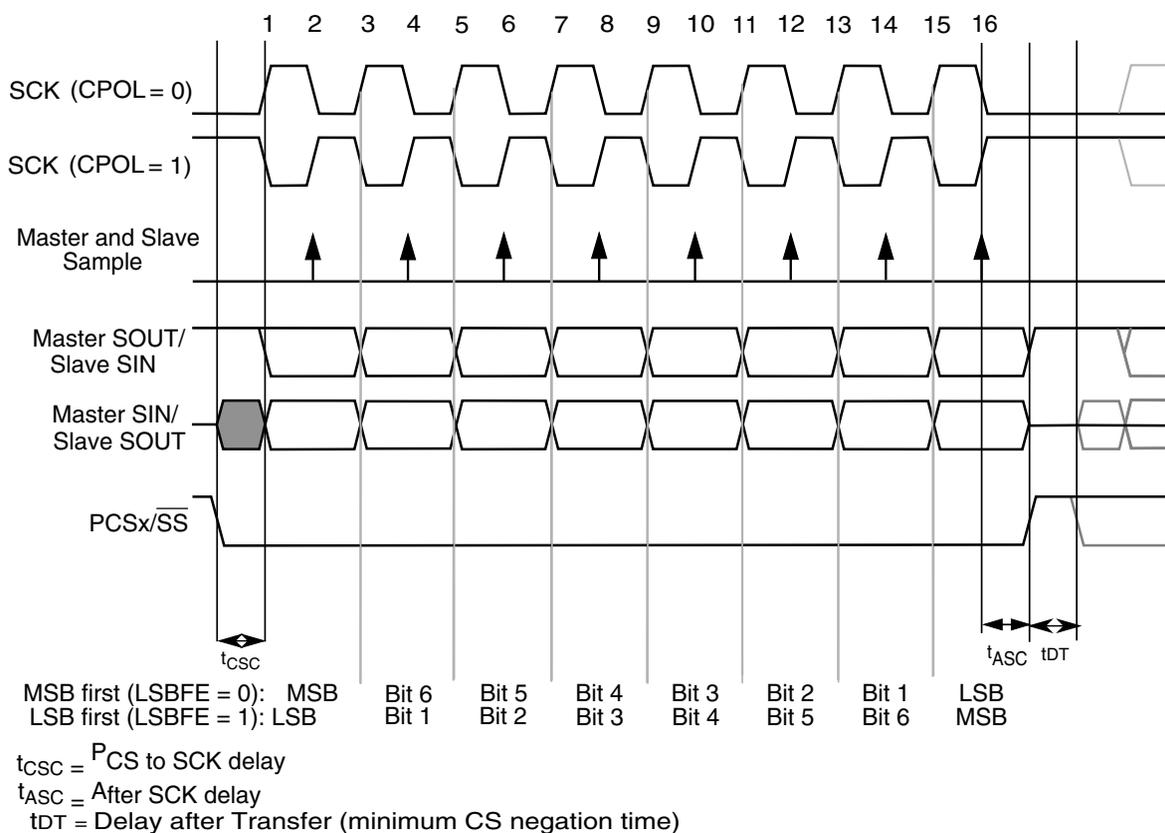 1 2 3 4 5 6 7 8 9 10 11 12 13 14 15 16
SCK (CPOL = 0)
SCK (CPOL = 1)
Master and Slave
Sample
Master SOUT/
Slave SIN
Master SIN/
Slave SOUT
PCSx/SS
tCSC
tASC
tDT
MSB first (LSBFE = 0): MSB Bit 6 Bit 5 Bit 4 Bit 3 Bit 2 Bit 1 LSB
LSB first (LSBFE = 1): LSB Bit 1 Bit 2 Bit 3 Bit 4 Bit 5 Bit 6 MSB
tCSC = PCS to SCK delay
tASC = After SCK delay
tDT = Delay after Transfer (minimum CS negation time)